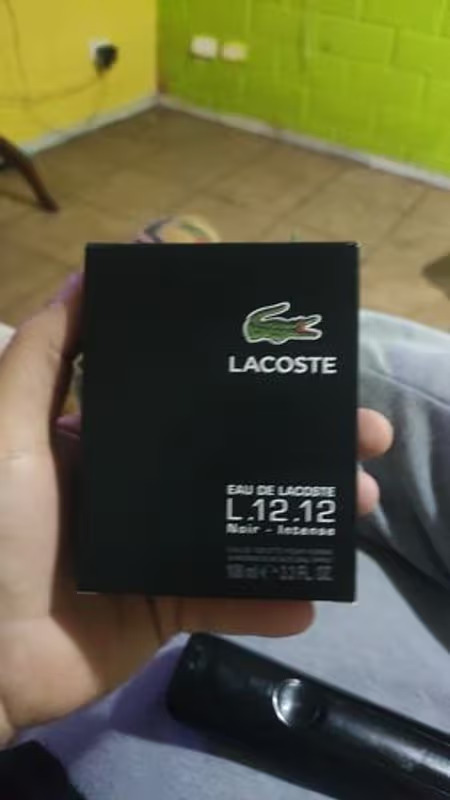 LACOSTE
EAU DE LACOSTE
L.12.12
Noir - Intense
100 ml ℮ 3.3 FL. OZ